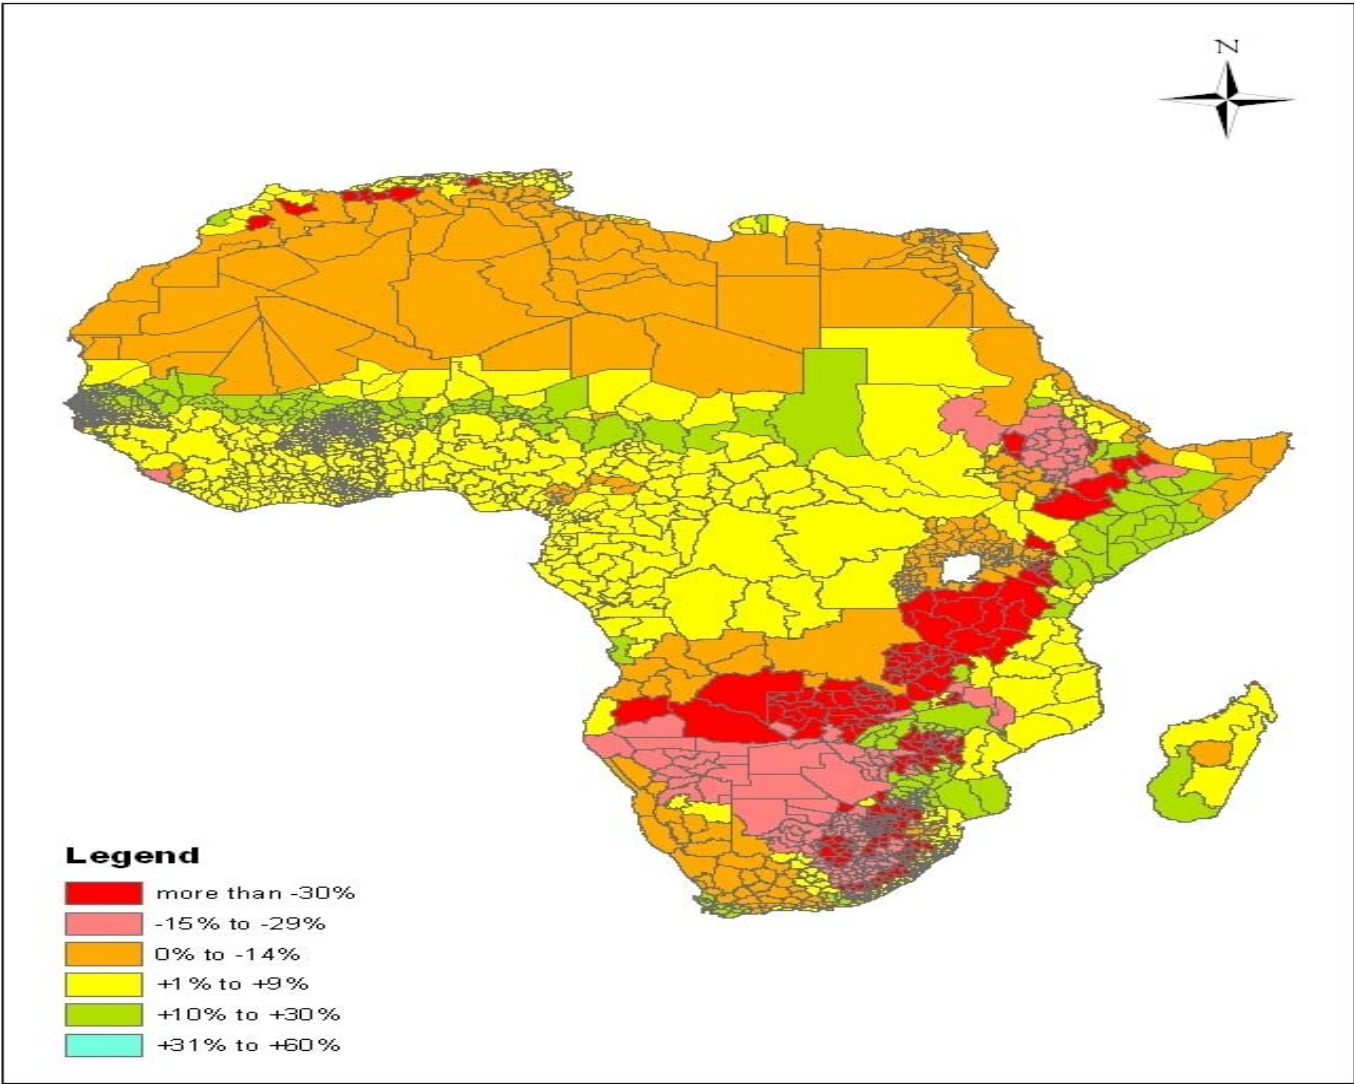 N
Legend
more than -30%
-15% to -29%
0% to -14%
+1% to +9%
+10% to +30%
+31% to +60%